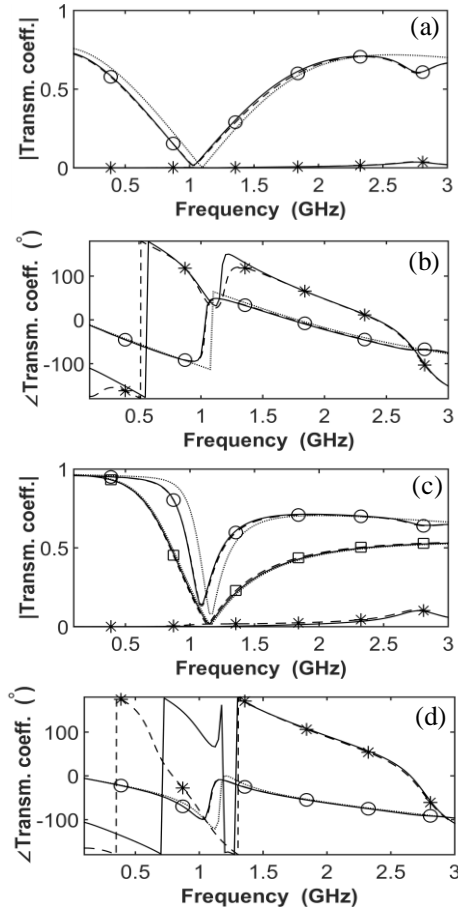 (a)
|Transm. coeff.|
1
0.5
0
0.5 1 1.5 2 2.5 3
Frequency (GHz)
(b)
∠Transm. coeff. (°)
100
0
-100
0.5 1 1.5 2 2.5 3
Frequency (GHz)
(c)
|Transm. coeff.|
1
0.5
0
0.5 1 1.5 2 2.5 3
Frequency (GHz)
(d)
∠Transm. coeff. (°)
100
0
-100
0.5 1 1.5 2 2.5 3
Frequency (GHz)